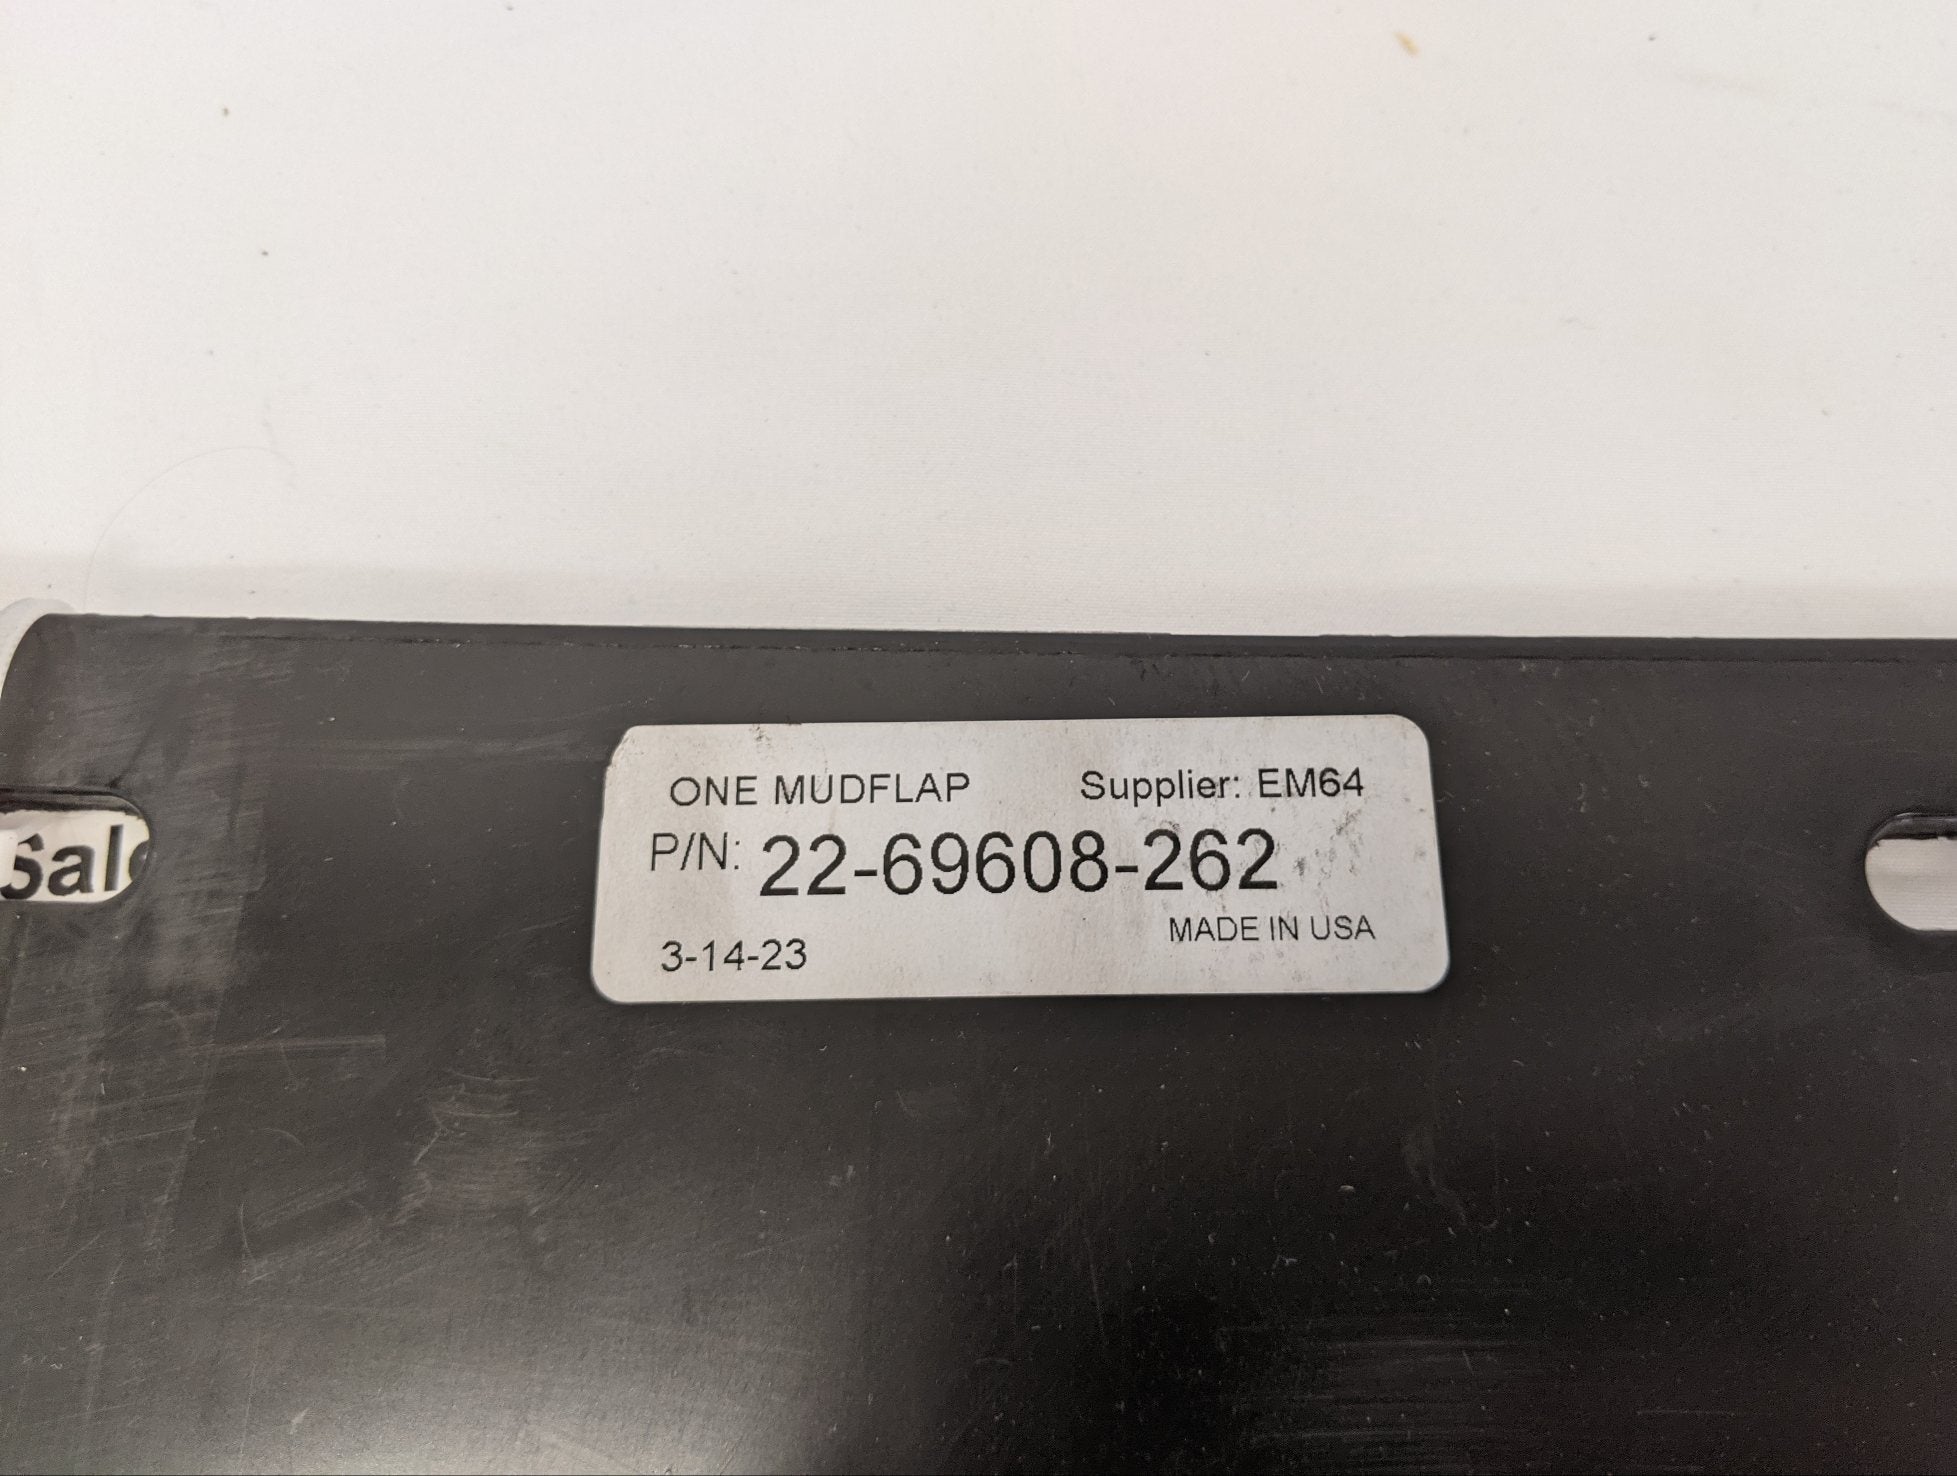 ONE MUDFLAP Supplier: EM64
P/N: 22-69608-262
MADE IN USA
3-14-23